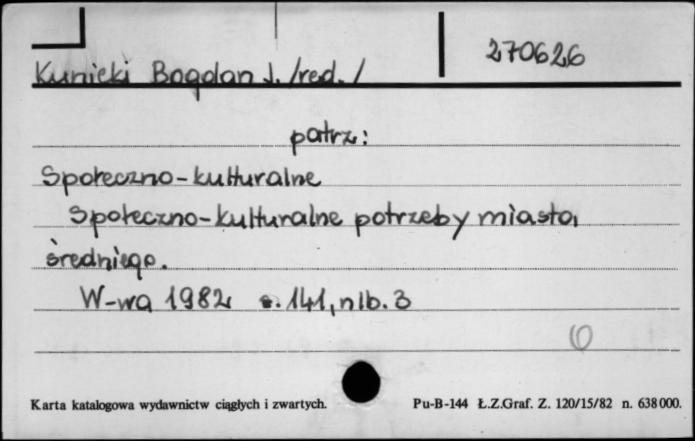 270626
Kunicki Bogdan J. /red./
patrz:
Społeczno-kulturalne
Społeczno-kulturalne potrzeby miasta
średniego.
W-wa 1982 s. 141, nlb. 3
Karta katalogowa wydawnictw ciągłych i zwartych. Pu-B-144 Ł.Z.Graf. Z. 120/15/82 n. 638 000.